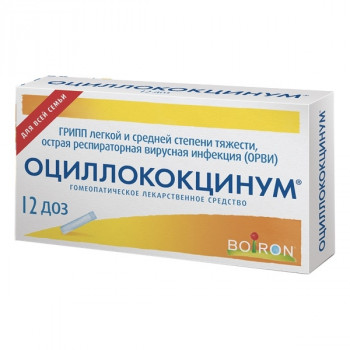 ДЛЯ ВСЕЙ СЕМЬИ
ГРИПП ЛЕГКОЙ И СРЕДНЕЙ СТЕПЕНИ ТЯЖЕСТИ,
ОСТРАЯ РЕСПИРАТОРНАЯ ВИРУСНАЯ ИНФЕКЦИЯ (ОРВИ)
ОЦИЛЛОКОКЦИНУМ®
ГОМЕОПАТИЧЕСКОЕ ЛЕКАРСТВЕННОЕ СРЕДСТВО
12 ДОЗ
BOIRON